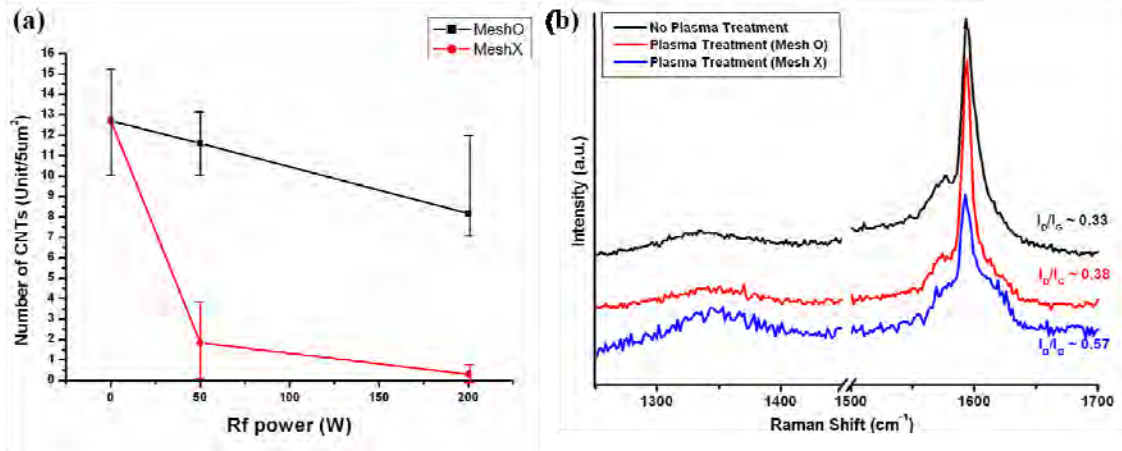 (a)
MeshO
MeshX
16
15
14
13
12
11
10
9
8
7
6
5
4
3
2
1
0
Number of CNTs (Unit/5um²)
0 50 100 150 200
Rf power (W)
(b)
No Plasma Treatment
Plasma Treatment (Mesh O)
Plasma Treatment (Mesh X)
Intensity (a.u.)
I_D/I_G ~ 0.33
I_D/I_G ~ 0.38
I_D/I_G ~ 0.57
1300 1400 1500 1600 1700
Raman Shift (cm⁻¹)